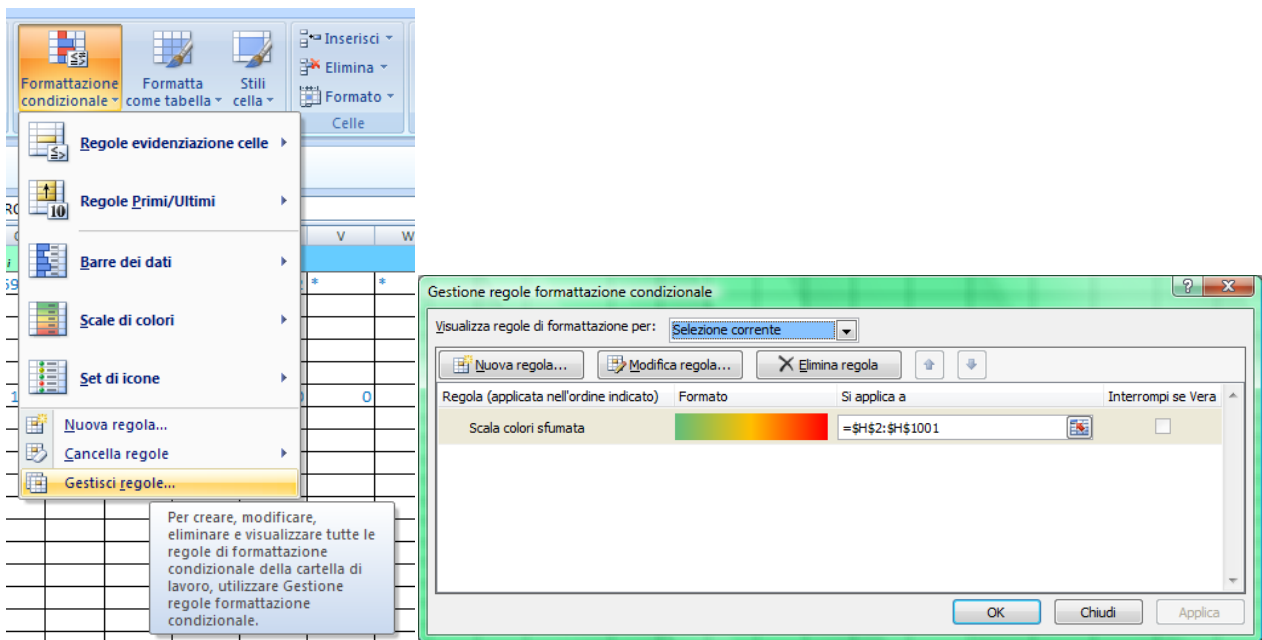 Formattazione condizionale
Formatta come tabella
Stili cella
Inserisci
Elimina
Formato
Celle
Regole evidenziazione celle
Regole Primi/Ultimi
Barre dei dati
Scale di colori
Set di icone
Nuova regola...
Cancella regole
Gestisci regole...
Per creare, modificare,
eliminare e visualizzare tutte le
regole di formattazione
condizionale della cartella di
lavoro, utilizzare Gestione
regole formattazione
condizionale.
V W
* *
0
Gestione regole formattazione condizionale
Visualizza regole di formattazione per: Selezione corrente
Nuova regola... Modifica regola... Elimina regola
Regola (applicata nell'ordine indicato) Formato Si applica a Interrompi se Vera
Scala colori sfumata =$H$2:$H$1001
OK Chiudi Applica